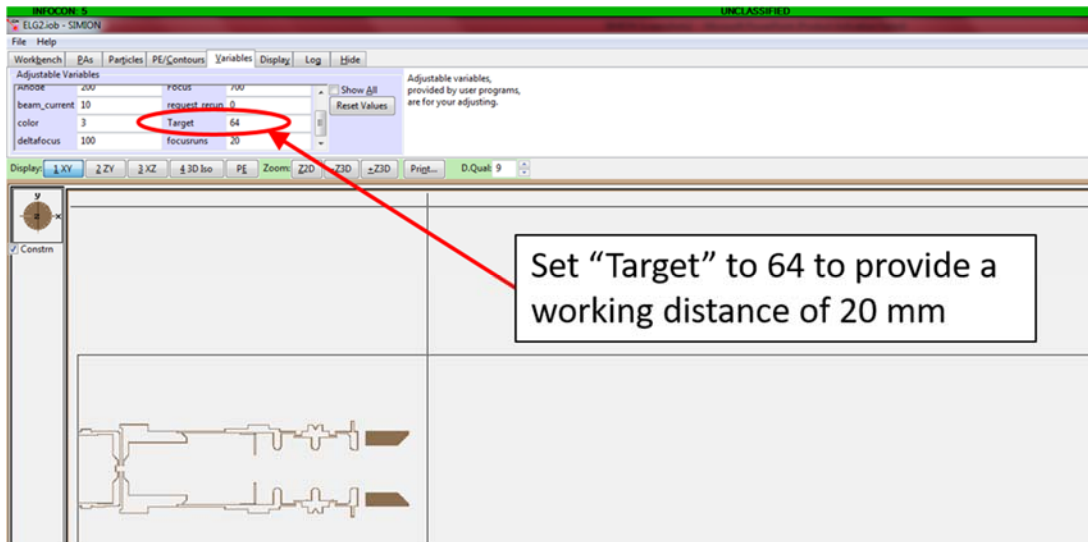 INFOCON: 5 UNCLASSIFIED
ELG2.iob - SIMION
File Help
Workbench PAs Particles PE/Contours Variables Display Log Hide
Adjustable Variables
Anode 200 Focus 700 Show All
beam_current 10 request_rerun 0 Reset Values
color 3 Target 64
deltafocus 100 focusruns 20
Adjustable variables,
provided by user programs,
are for your adjusting.
Display: 1 XY 2 ZY 3 XZ 4 3D Iso PE Zoom: Z2D -Z3D +Z3D Print... D.Qual: 9
y
z x
Constrn
Set “Target” to 64 to provide a
working distance of 20 mm